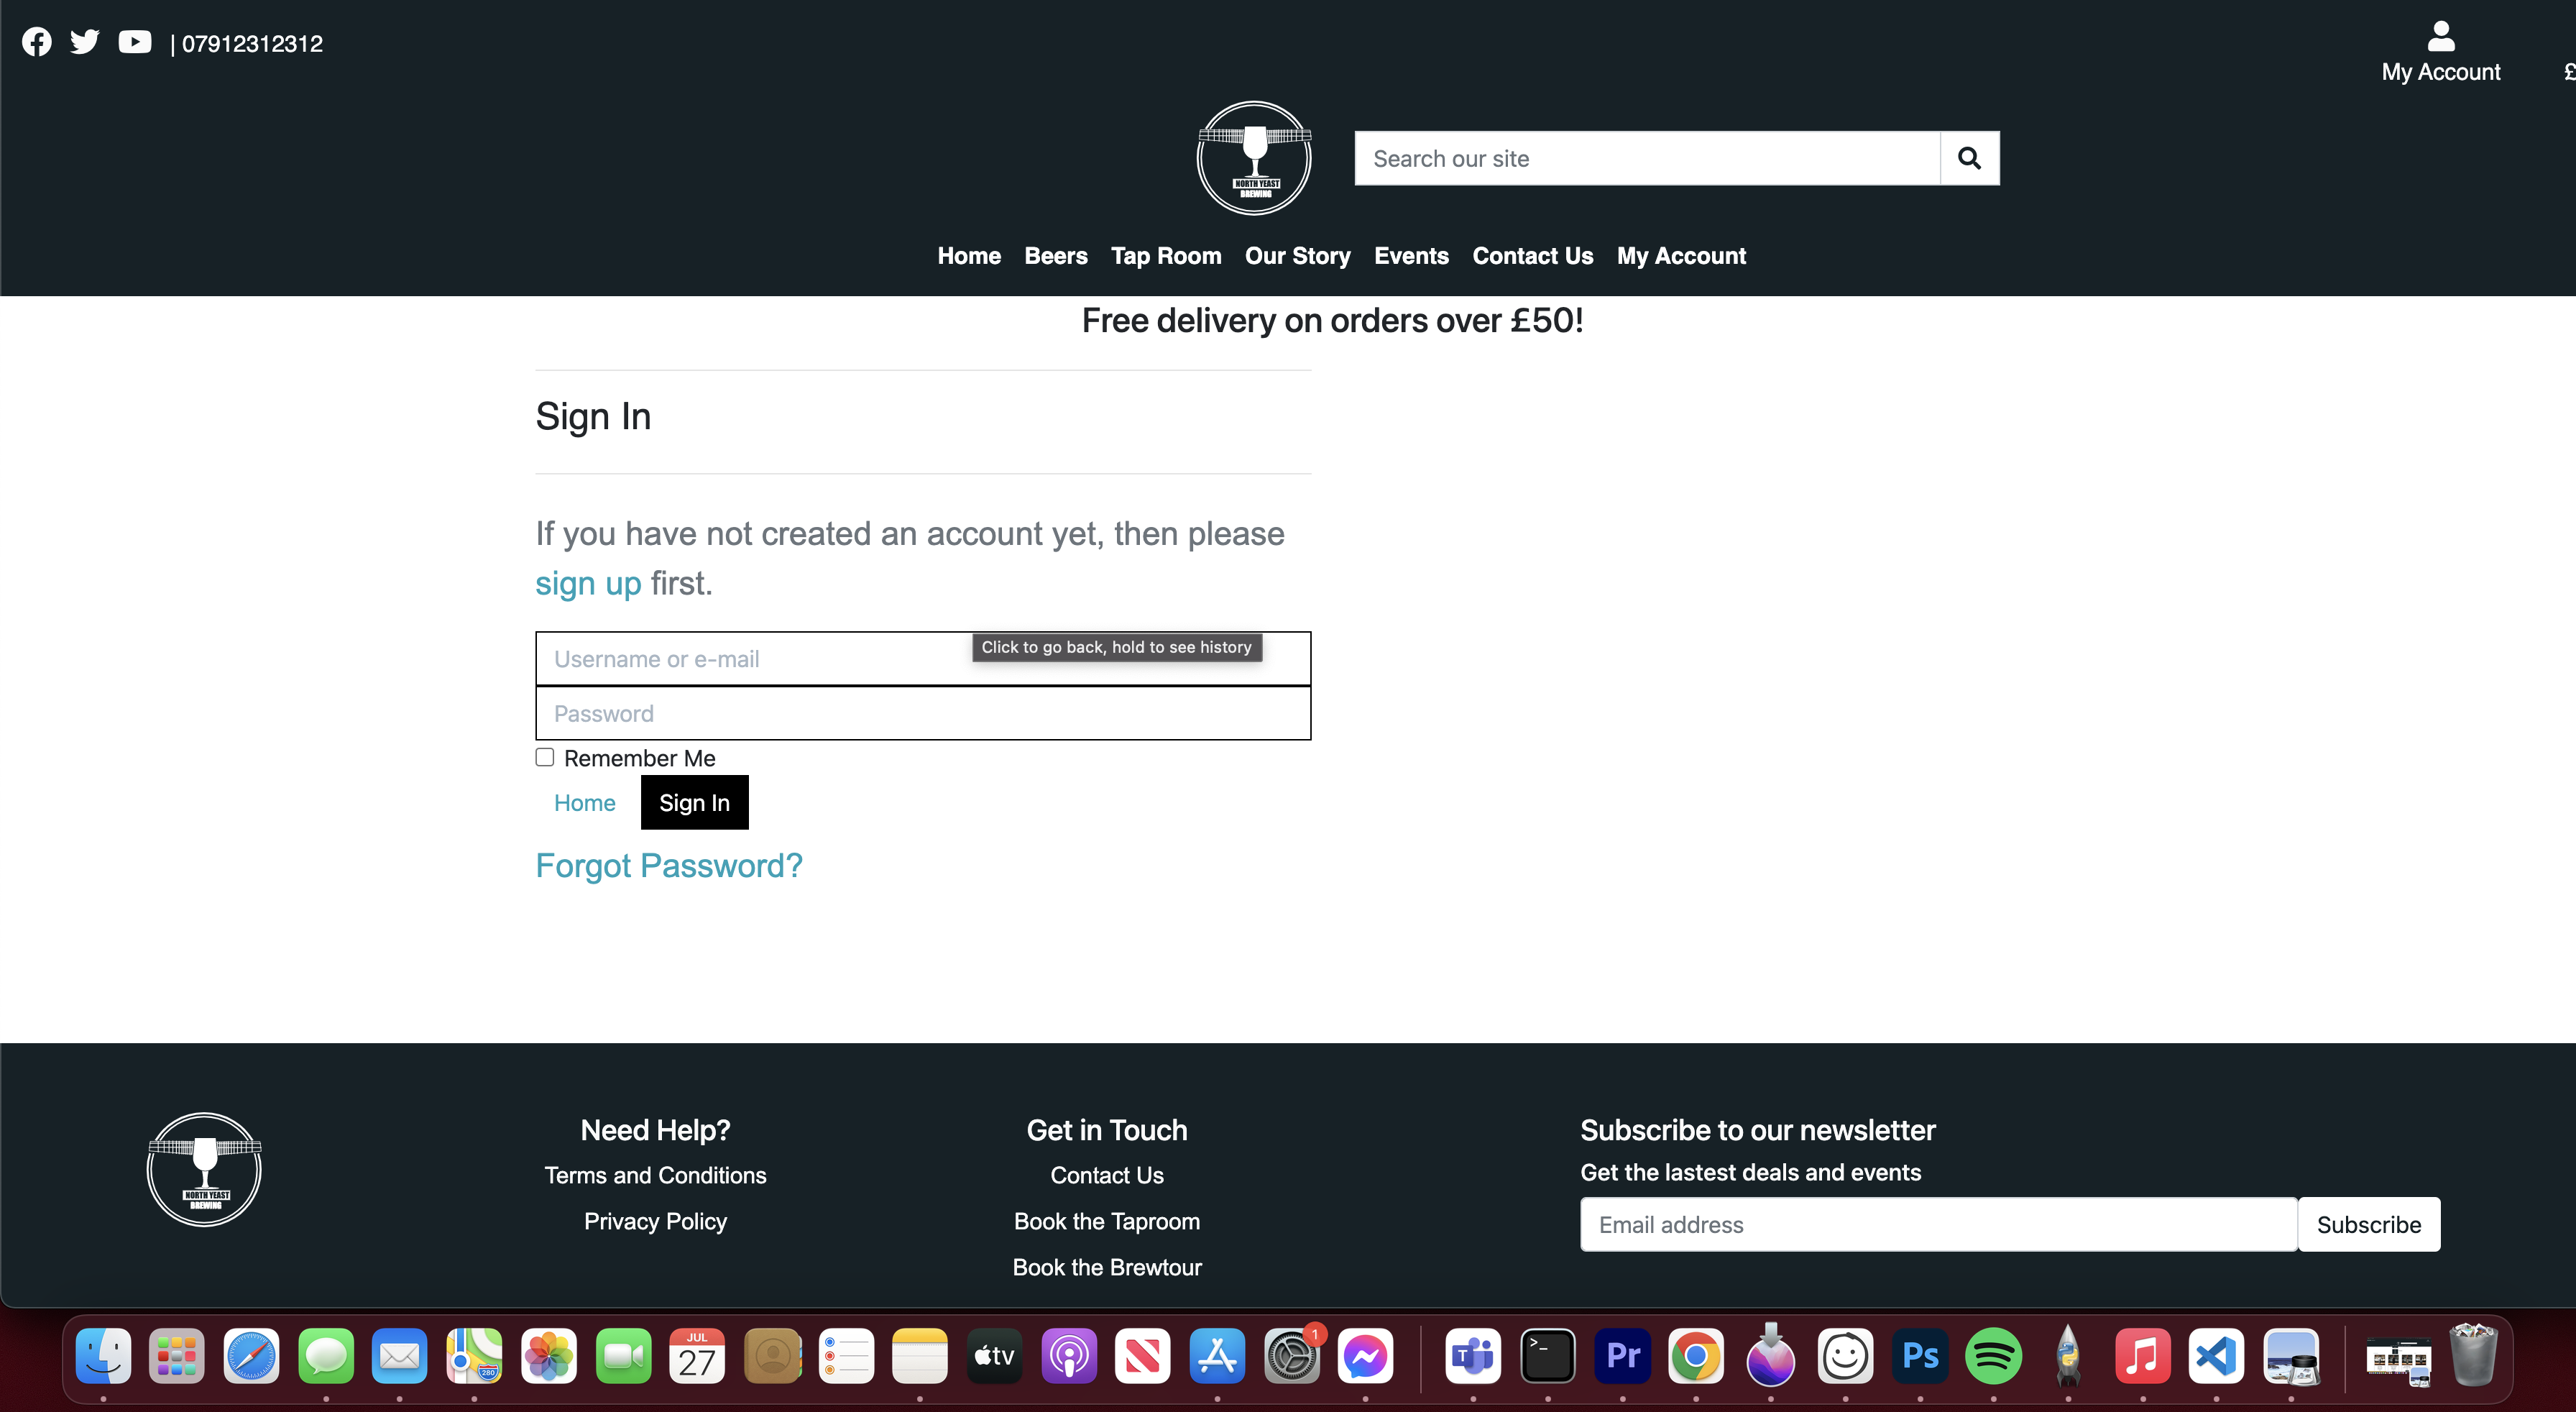 | 07912312312
My Account
£
NORTH YEAST
BREWING
Search our site
Home Beers Tap Room Our Story Events Contact Us My Account
Free delivery on orders over £50!
Sign In
If you have not created an account yet, then please
sign up first.
Username or e-mail
Click to go back, hold to see history
Password
Remember Me
Home Sign In
Forgot Password?
NORTH YEAST
BREWING
Need Help?
Terms and Conditions
Privacy Policy
Get in Touch
Contact Us
Book the Taproom
Book the Brewtour
Subscribe to our newsletter
Get the lastest deals and events
Email address Subscribe
280
JUL
27
tv
1
T
>_
Pr
Ps